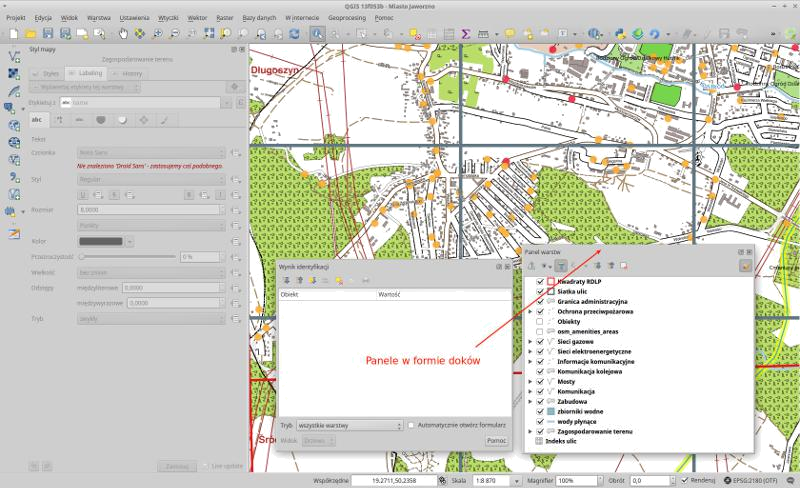 QGIS 13f053b - Miasto Jaworzno
Projekt Edycja Widok Warstwa Ustawienia Wtyczki Wektor Raster Bazy danych W internecie Geoprocessing Pomoc
Styl mapy
Zagospodarowanie terenu
Styles Labeling History
Wyświetlaj etykiety tej warstwy
Etykietuj z abc name
abc
Tekst
Czcionka Noto Sans
Nie znaleziono 'Droid Sans' - zastosujemy coś podobnego.
Styl Regular
U S B I
Rozmiar 8,0000
Punkty
Kolor
Przezroczystość 0 %
Wielkość Bez zmian
Odstępy międzyliterowe 0,0000
międzywyrazowe 0,0000
Tryb zwykły
Zastosuj Live update
Długoszyn
Wynik identyfikacji
Obiekt Wartość
Tryb wszystkie warstwy Automatycznie otwórz formularz
Widok Drzewo Pomoc
Panele w formie doków
Panel warstw
Kwadraty RDLP
Siatka ulic
Granica administracyjna
Ochrona przeciwpożarowa
Obiekty
osm_amenities_areas
Sieci gazowe
Sieci elektroenergetyczne
Informacje komunikacyjne
Komunikacja kolejowa
Mosty
Komunikacja
Zabudowa
zbiorniki wodne
wody płynące
Zagospodarowanie terenu
Indeks ulic
Współrzędne 19.2711,50.2358 Skala 1:8 870 Magnifier 100% Obrót 0,0 Renderuj EPSG:2180 (OTF)